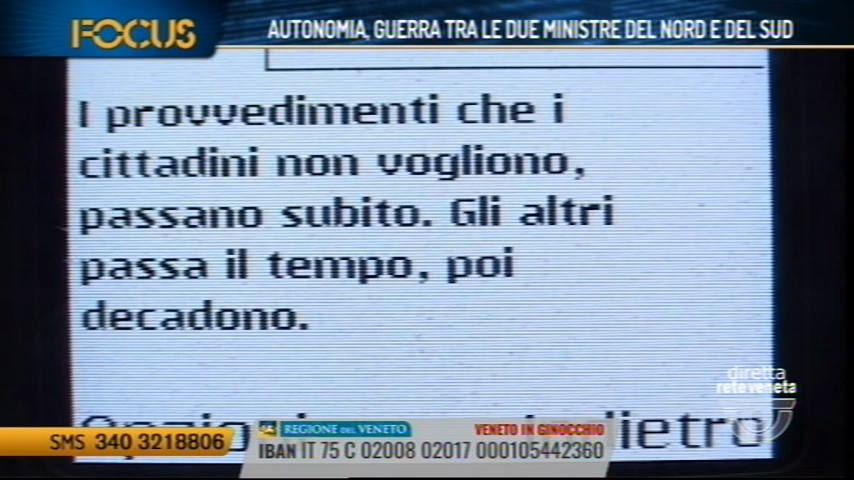 FOCUS
AUTONOMIA, GUERRA TRA LE DUE MINISTRE DEL NORD E DEL SUD
I provvedimenti che i
cittadini non vogliono,
passano subito. Gli altri
passa il tempo, poi
decadono.
diretta
reteveneta
SMS 340 3218806
REGIONE DEL VENETO
VENETO IN GINOCCHIO
IBAN IT 75 C 02008 02017 000105442360